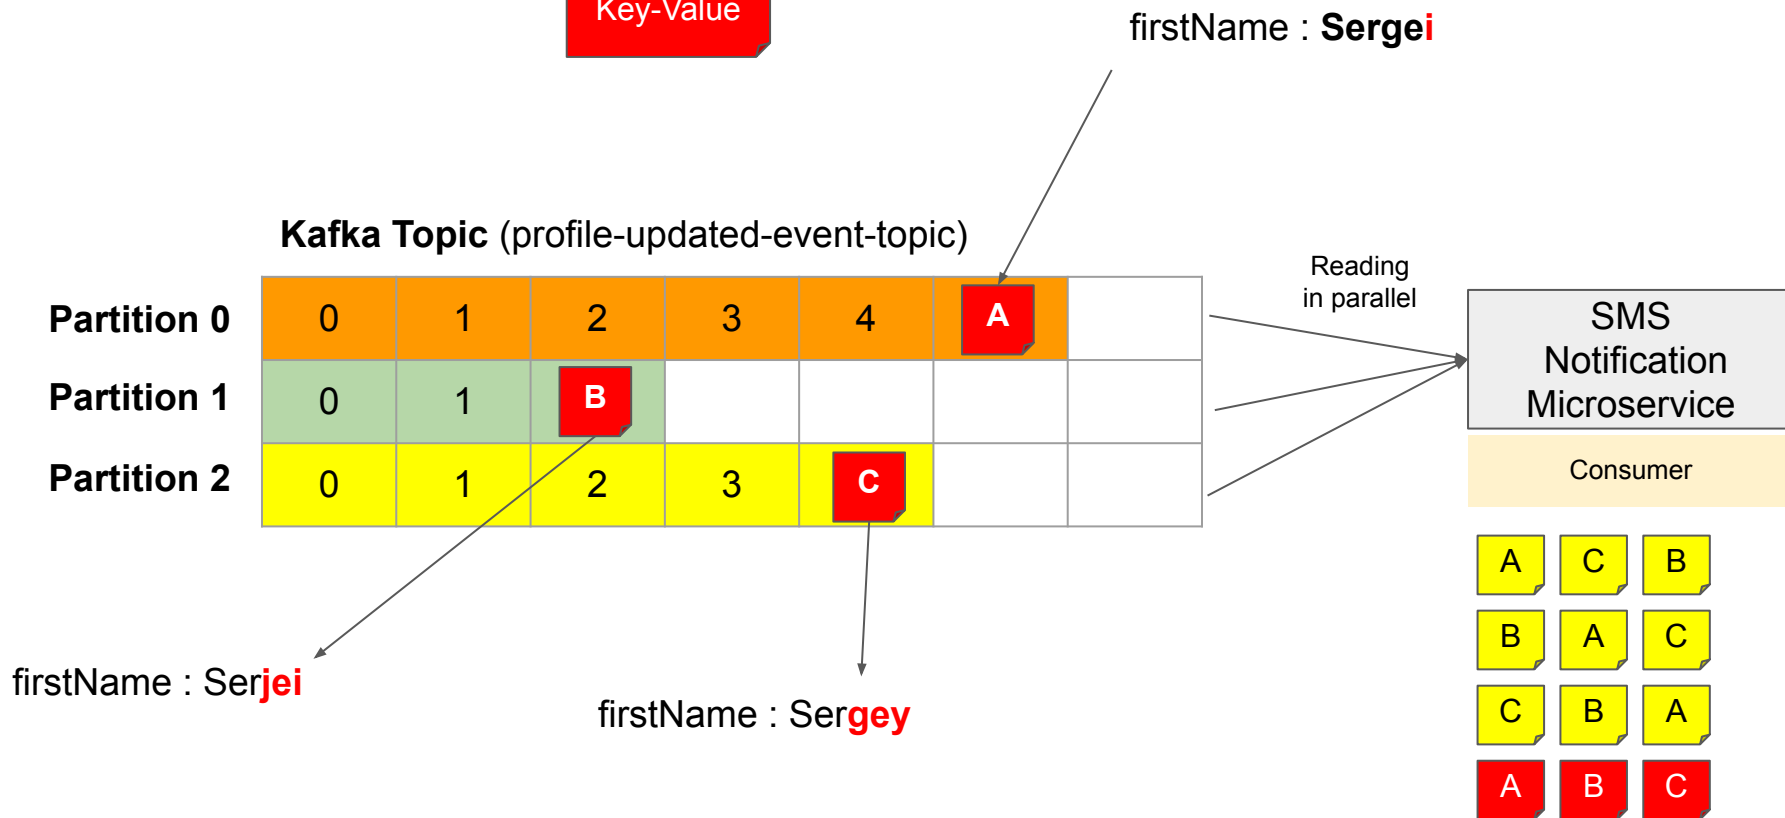 Key-Value
firstName : Sergei
Kafka Topic (profile-updated-event-topic)
Reading
in parallel
Partition 0
0 1 2 3 4 A
Partition 1
0 1 B
Partition 2
0 1 2 3 C
SMS
Notification
Microservice
Consumer
A C B
B A C
C B A
A B C
firstName : Serjei
firstName : Sergey